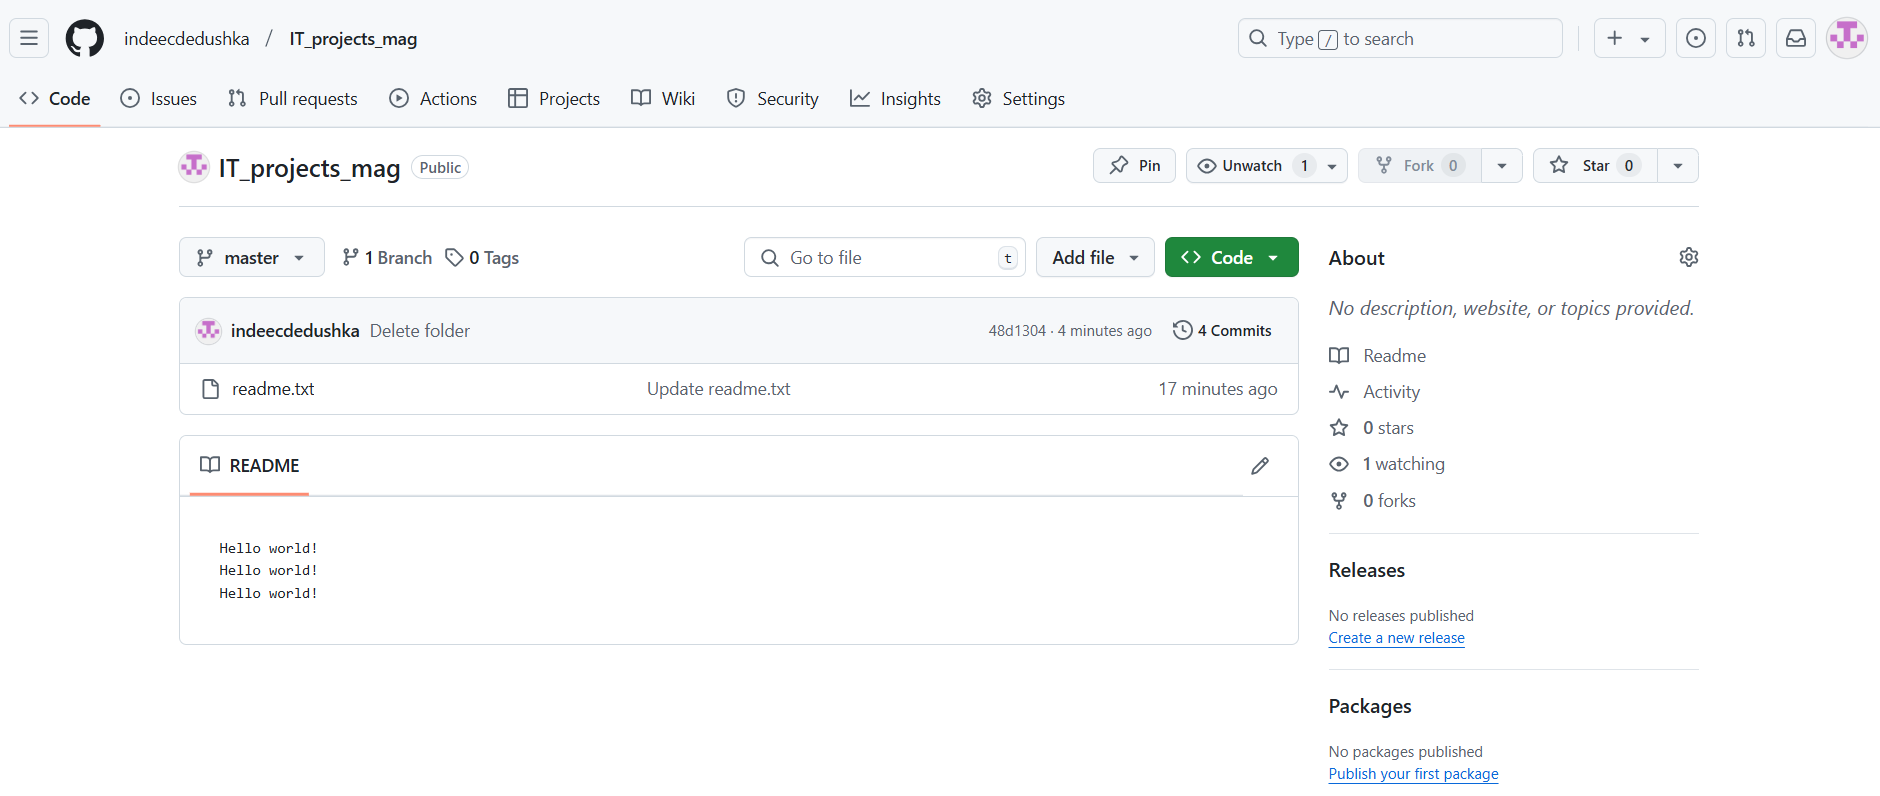 indeecdedushka / IT_projects_mag
Type / to search
Code Issues Pull requests Actions Projects Wiki Security Insights Settings
IT_projects_mag Public
Pin Unwatch 1 Fork 0 Star 0
master 1 Branch 0 Tags Go to file t Add file Code
indeecdedushka Delete folder 48d1304 · 4 minutes ago 4 Commits
readme.txt Update readme.txt 17 minutes ago
README
Hello world!
Hello world!
Hello world!
About
No description, website, or topics provided.
Readme
Activity
0 stars
1 watching
0 forks
Releases
No releases published
Create a new release
Packages
No packages published
Publish your first package